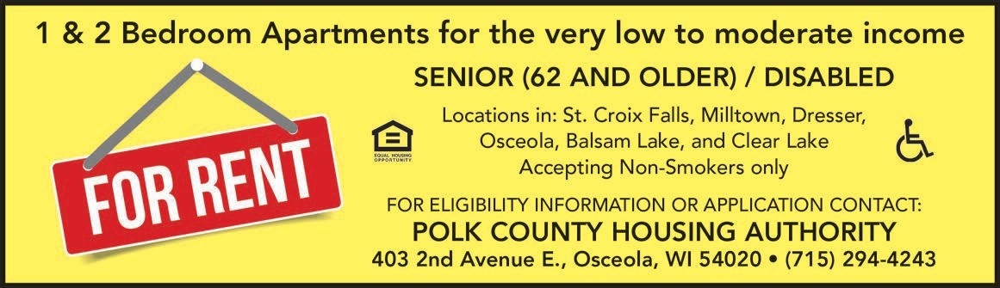 1 & 2 Bedroom Apartments for the very low to moderate income
SENIOR (62 AND OLDER) / DISABLED
Locations in: St. Croix Falls, Milltown, Dresser,
Osceola, Balsam Lake, and Clear Lake
Accepting Non-Smokers only
EQUAL HOUSING
OPPORTUNITY
FOR RENT
FOR ELIGIBILITY INFORMATION OR APPLICATION CONTACT:
POLK COUNTY HOUSING AUTHORITY
403 2nd Avenue E., Osceola, WI 54020 • (715) 294-4243